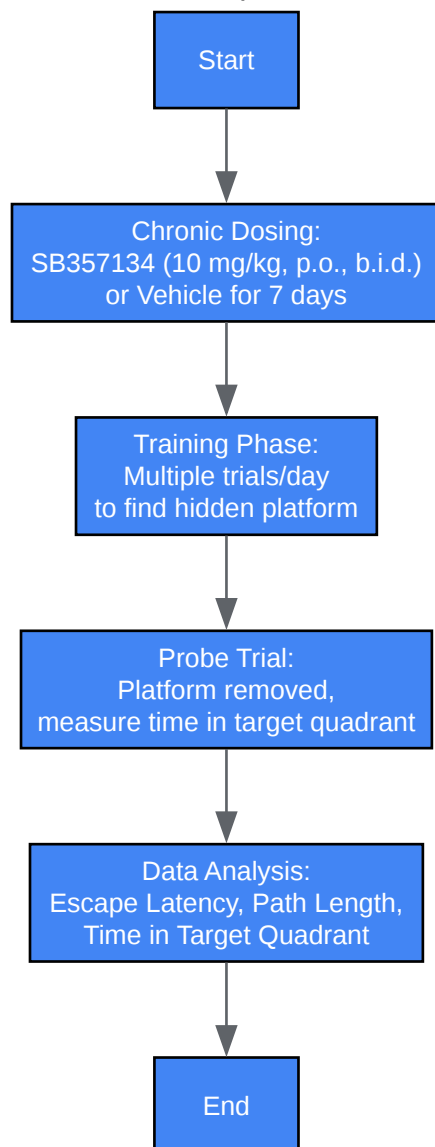 Start
Chronic Dosing:
SB357134 (10 mg/kg, p.o., b.i.d.)
or Vehicle for 7 days
Training Phase:
Multiple trials/day
to find hidden platform
Probe Trial:
Platform removed,
measure time in target quadrant
Data Analysis:
Escape Latency, Path Length,
Time in Target Quadrant
End